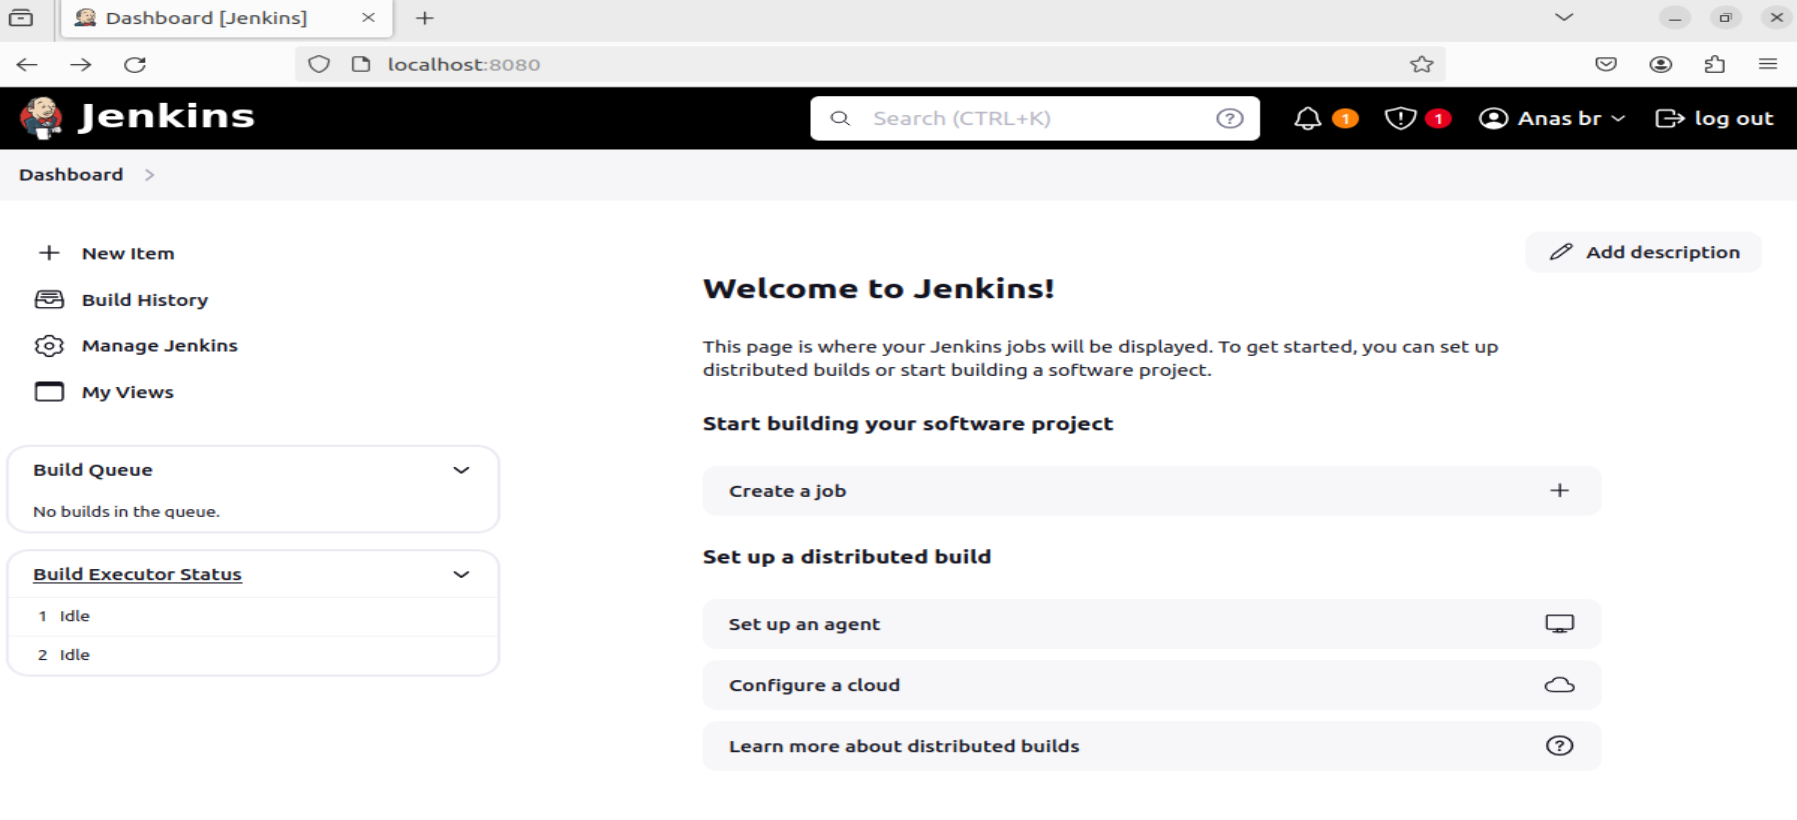 Dashboard [Jenkins]
localhost:8080
Jenkins
Search (CTRL+K)
?
1
!
1
Anas br
log out
Dashboard
New Item
Build History
Manage Jenkins
My Views
Build Queue
No builds in the queue.
Build Executor Status
1 Idle
2 Idle
Add description
Welcome to Jenkins!
This page is where your Jenkins jobs will be displayed. To get started, you can set up
distributed builds or start building a software project.
Start building your software project
Create a job
Set up a distributed build
Set up an agent
Configure a cloud
Learn more about distributed builds
?